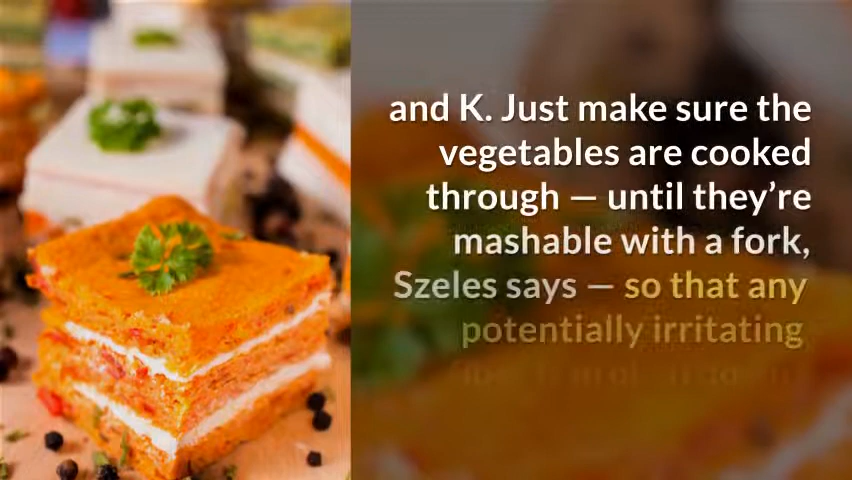 and K. Just make sure the
vegetables are cooked
through — until they’re
mashable with a fork,
Szeles says — so that any
potentially irritating